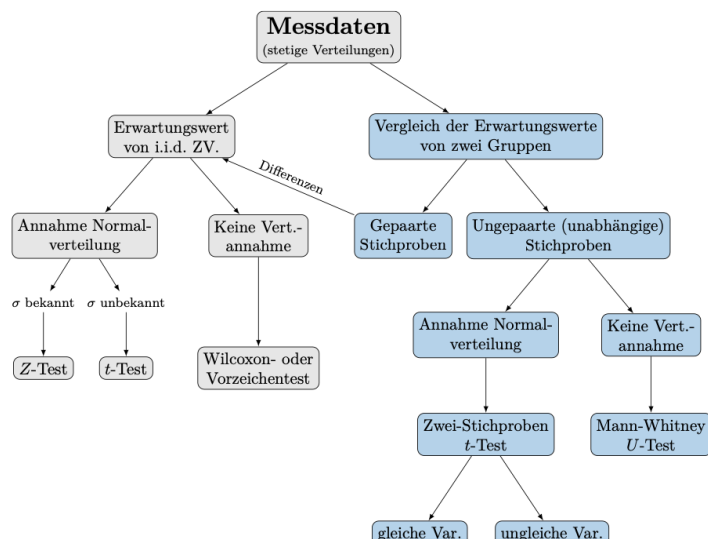 Messdaten
(stetige Verteilungen)
Erwartungswert
von i.i.d. ZV.
Vergleich der Erwartungswerte
von zwei Gruppen
Differenzen
Annahme Normal-
verteilung
Keine Vert.-
annahme
Gepaarte
Stichproben
Ungepaarte (unabhängige)
Stichproben
σ bekannt
σ unbekannt
Z-Test
t-Test
Wilcoxon- oder
Vorzeichentest
Annahme Normal-
verteilung
Keine Vert.-
annahme
Zwei-Stichproben
t-Test
Mann-Whitney
U-Test
gleiche Var.
ungleiche Var.